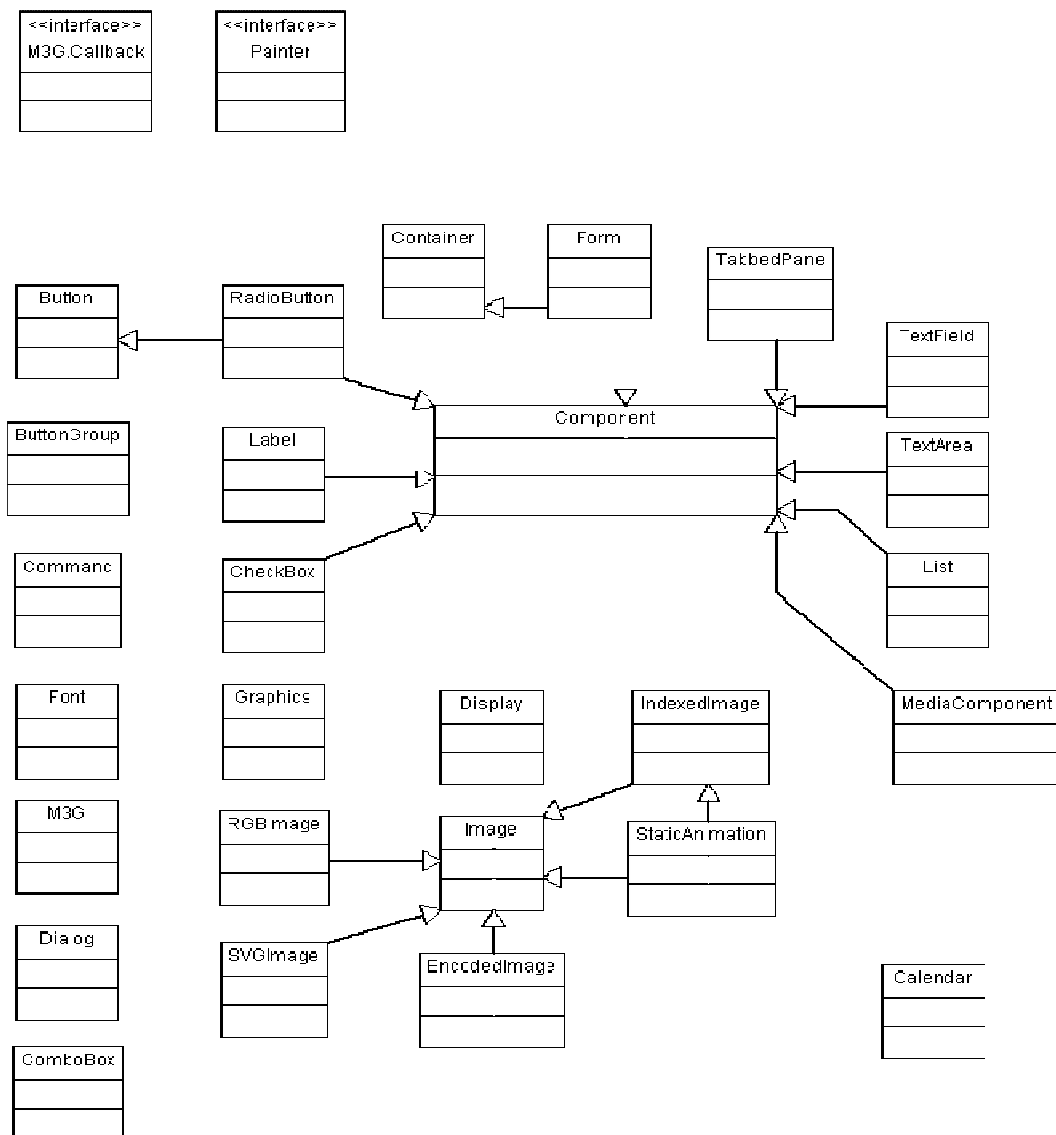 <<interface>>
M3G.Callback
<<interface>>
Painter
Container
Form
TabbedPane
Button
RadioButton
TextField
Component
ButtonGroup
Label
TextArea
Command
CheckBox
List
Font
Graphics
Display
IndexedImage
MediaComponent
M3G
RGBImage
Image
StaticAnimation
Dialog
SVGImage
EncodedImage
Calendar
ComboBox